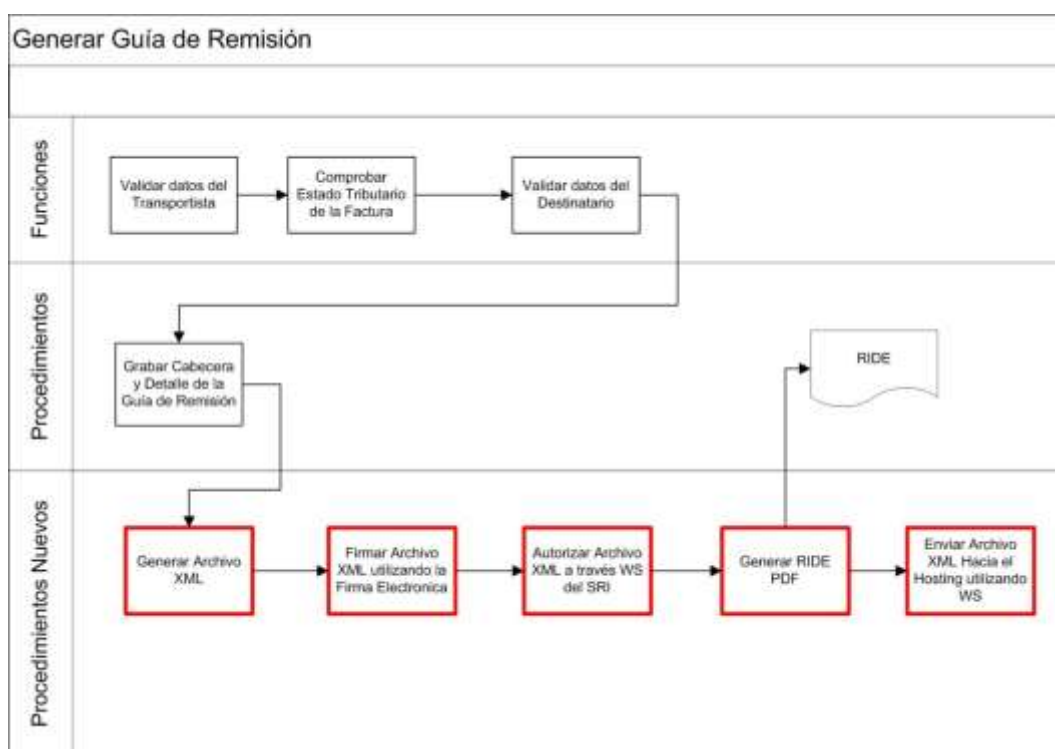 Generar Guía de Remisión
Funciones
Validar datos del
Transportista
Comprobar
Estado Tributario
de la Factura
Validar datos del
Destinatario
Procedimientos
Grabar Cabecera
y Detalle de la
Guía de Remisión
RIDE
Procedimientos Nuevos
Generar Archivo
XML
Firmar Archivo
XML utilizando la
Firma Electronica
Autorizar Archivo
XML a través WS
del SRI
Generar RIDE
PDF
Enviar Archivo
XML Hacia el
Hosting utilizando
WS